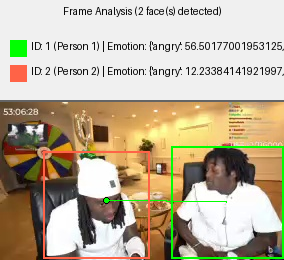 Frame Analysis (2 face(s) detected)
ID: 1 (Person 1) | Emotion: {'angry': 56.50177001953125,
ID: 2 (Person 2) | Emotion: {'angry': 12.23384141921997,
53:06:28